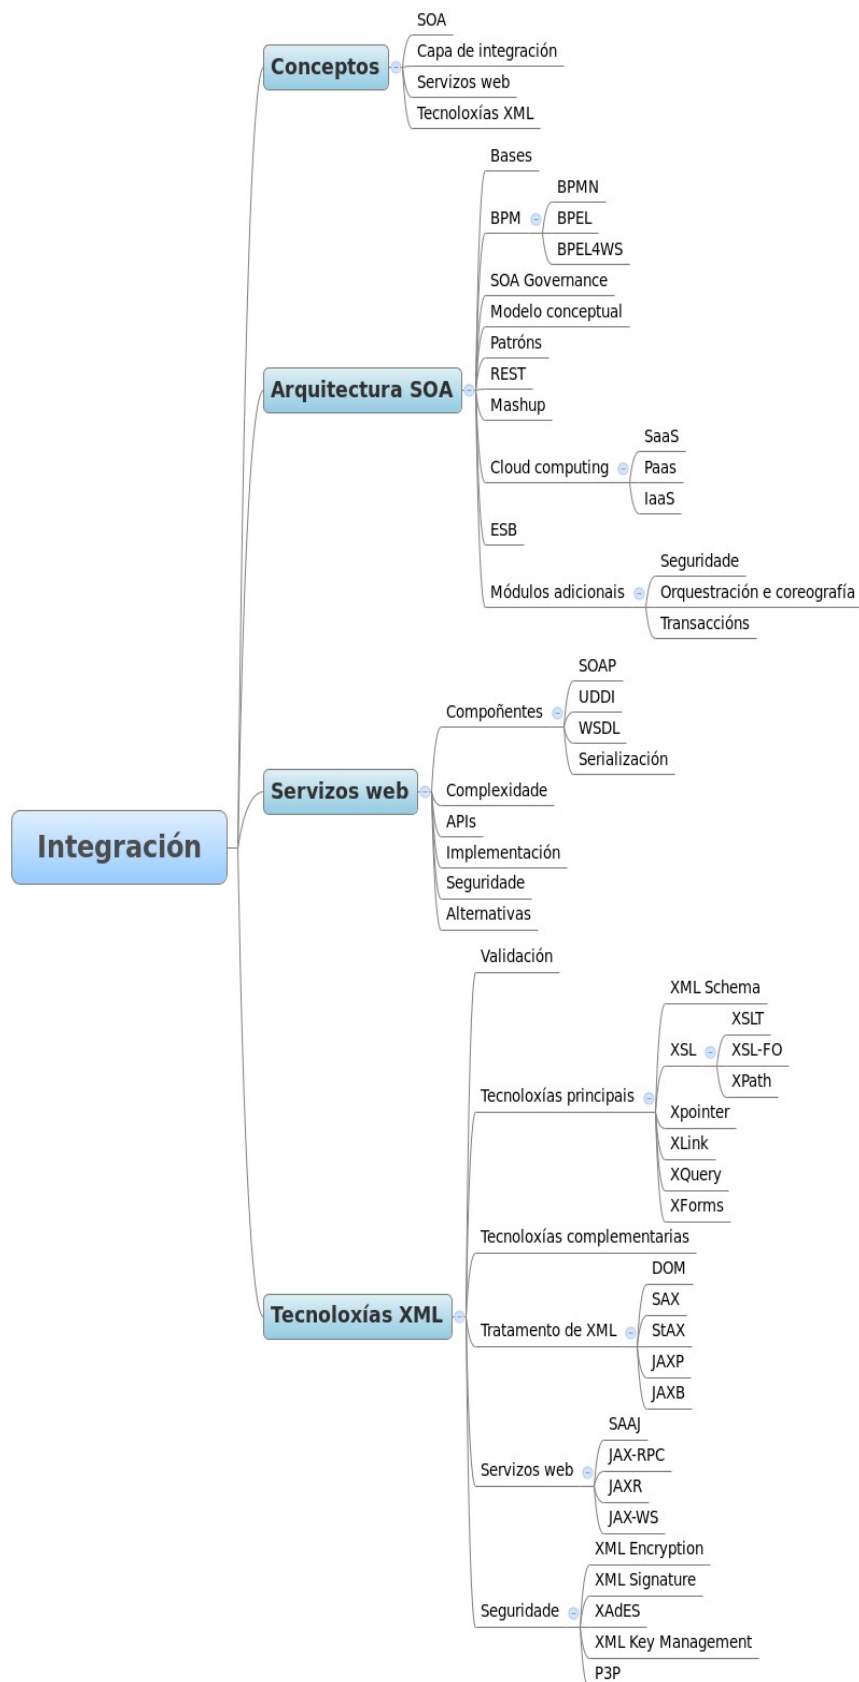 SOA
Conceptos
Capa de integración
Servizos web
Tecnoloxías XML
Bases
BPMN
BPM
BPEL
BPEL4WS
SOA Governance
Modelo conceptual
Patróns
Arquitectura SOA
REST
Mashup
SaaS
Cloud computing
Paas
IaaS
ESB
Seguridade
Módulos adicionais
Orquestración e coreografía
Transaccións
SOAP
UDDI
Compoñentes
WSDL
Serialización
Servizos web
Complexidade
APIs
Integración
Implementación
Seguridade
Alternativas
Validación
XML Schema
XSLT
XSL
XSL-FO
XPath
Tecnoloxías principais
Xpointer
XLink
XQuery
XForms
Tecnoloxías complementarias
DOM
SAX
Tecnoloxías XML
Tratamento de XML
StAX
JAXP
JAXB
SAAJ
JAX-RPC
Servizos web
JAXR
JAX-WS
XML Encryption
XML Signature
Seguridade
XAdES
XML Key Management
P3P